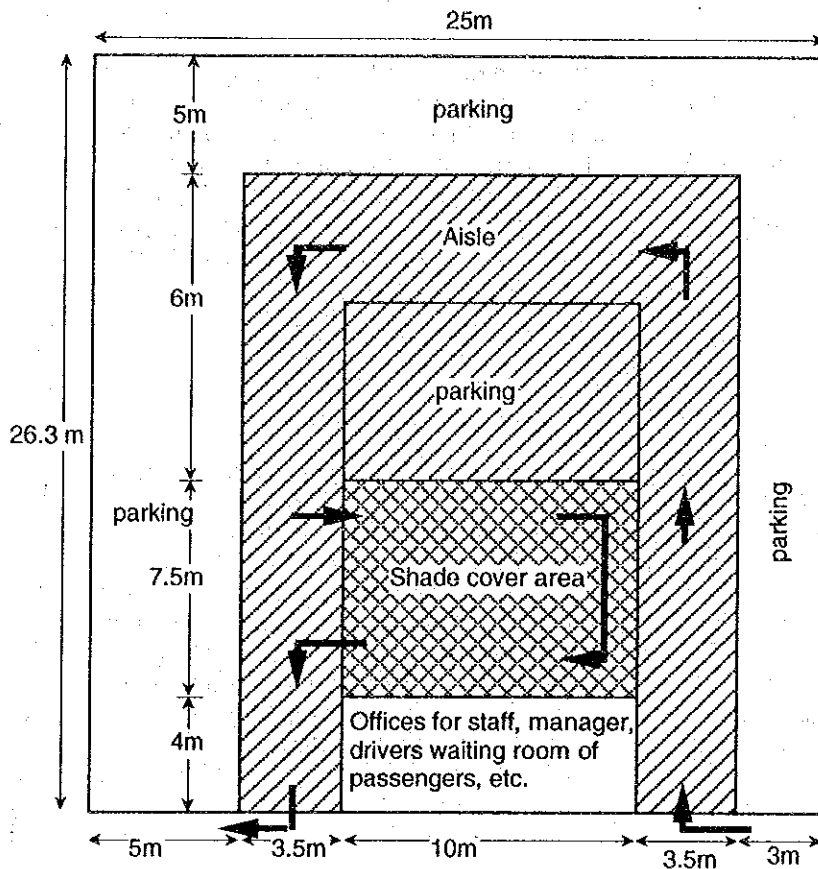 25m
5m
parking
Aisle
6m
parking
26.3 m
parking
parking
7.5m
Shade cover area
4m
Offices for staff, manager,
drivers waiting room of
passengers, etc.
5m
3.5m
10m
3.5m
3m